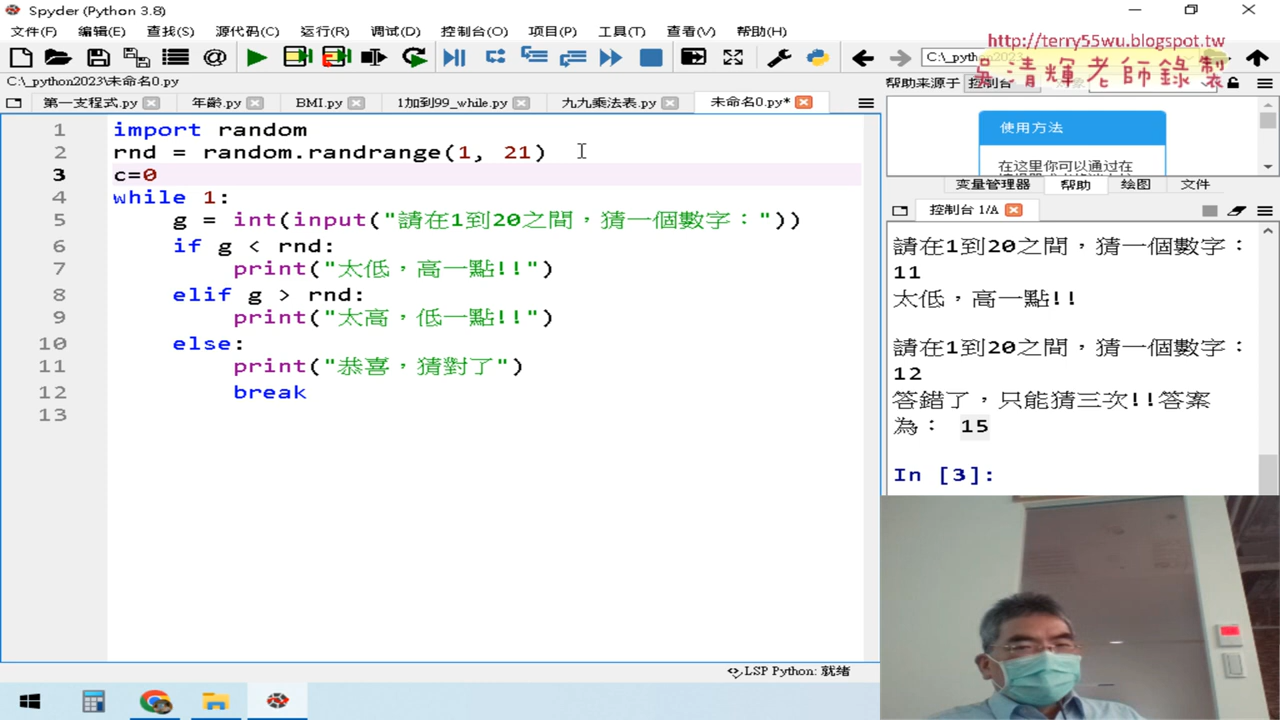 Spyder (Python 3.8)
文件(F) 编辑(E) 查找(S) 源代码(C) 运行(R) 调试(D) 控制台(O) 项目(P) 工具(T) 查看(V) 帮助(H)
http://terry55wu.blogspot.tw
吳清輝老師錄製
C:\_python2023\未命名0.py
帮助来源于 控制台
第一支程式.py 年齡.py BMI.py 1加到99_while.py 九九乘法表.py 未命名0.py*
1 import random
2 rnd = random.randrange(1, 21)
3 c=0
4 while 1:
5 g = int(input("請在1到20之間，猜一個數字："))
6 if g < rnd:
7 print("太低，高一點!!")
8 elif g > rnd:
9 print("太高，低一點!!")
10 else:
11 print("恭喜，猜對了")
12 break
13
使用方法
在这里你可以通过在
变量管理器 帮助 绘图 文件
控制台 1/A
請在1到20之間，猜一個數字：
11
太低，高一點!!
請在1到20之間，猜一個數字：
12
答錯了，只能猜三次!!答案
為： 15
In [3]:
LSP Python: 就绪